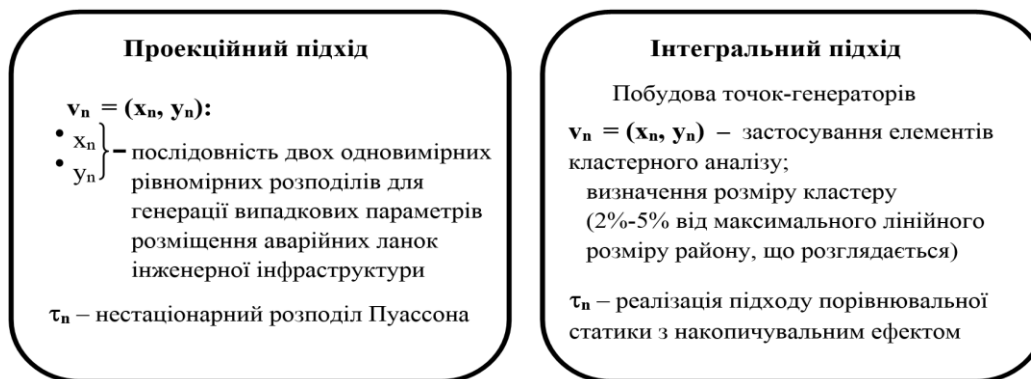 Проекційний підхід
vₙ = (xₙ, yₙ):
• xₙ
• yₙ
– послідовність двох одновимірних
рівномірних розподілів для
генерації випадкових параметрів
розміщення аварійних ланок
інженерної інфраструктури
τₙ – нестаціонарний розподіл Пуассона
Інтегральний підхід
Побудова точок-генераторів
vₙ = (xₙ, yₙ) – застосування елементів
кластерного аналізу;
визначення розміру кластеру
(2%-5% від максимального лінійного
розміру району, що розглядається)
τₙ – реалізація підходу порівнювальної
статики з накопичувальним ефектом